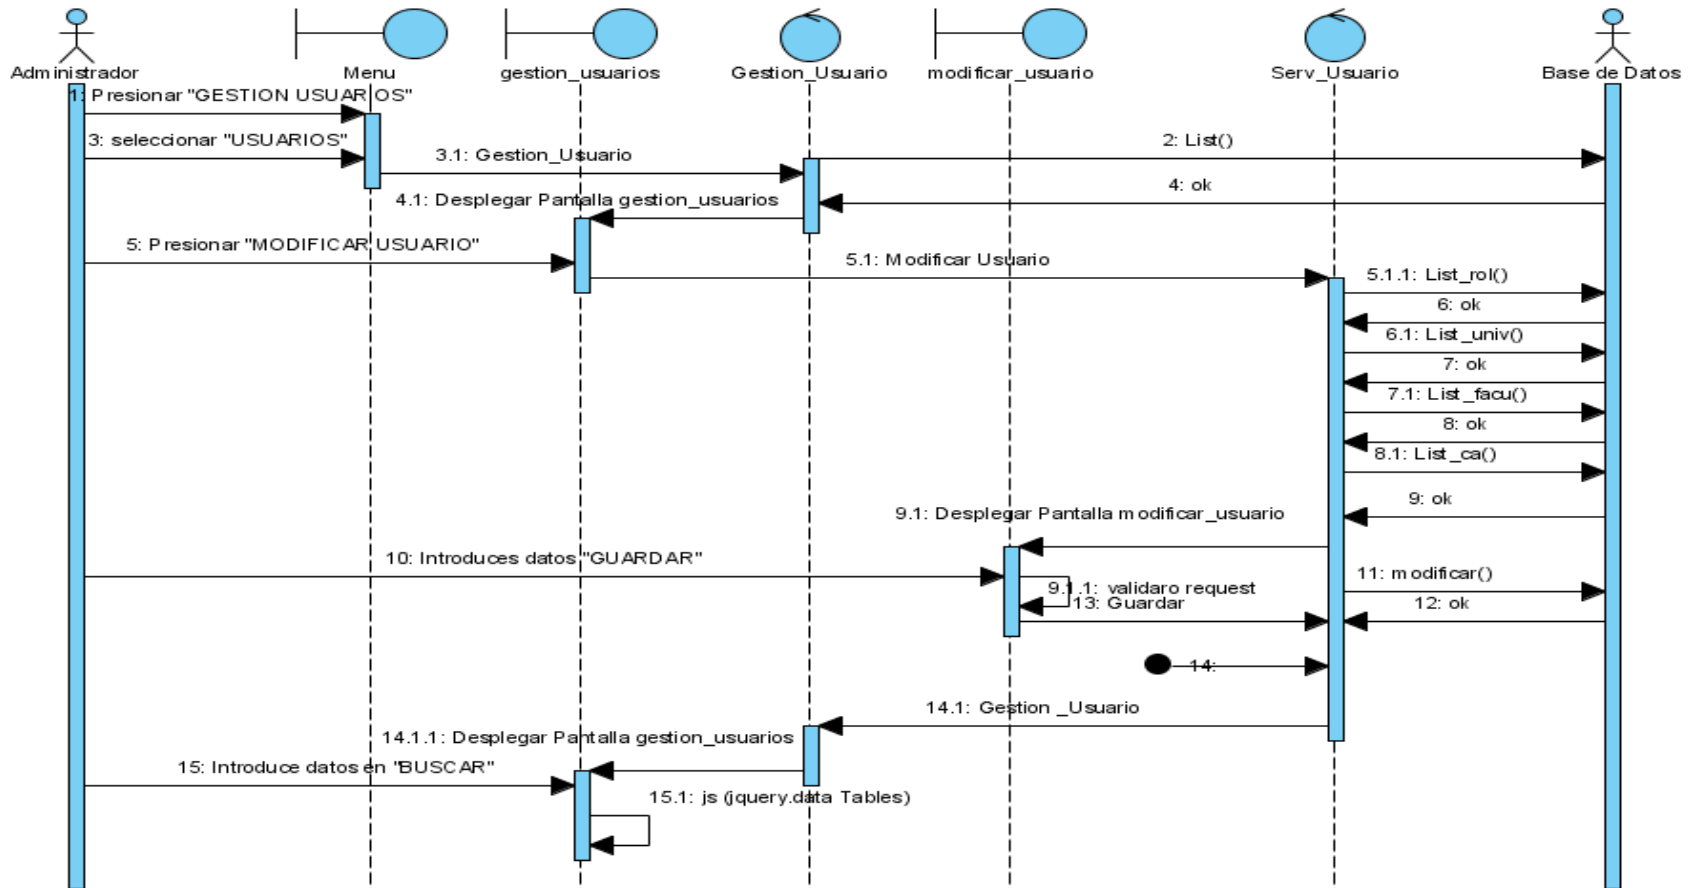 Administrador
Menu
gestion_usuarios
Gestion_Usuario
modificar_usuario
Serv_Usuario
Base de Datos
1: Presionar "GESTION USUARIOS"
3: seleccionar "USUARIOS"
2: List()
3.1: Gestion_Usuario
4: ok
4.1: Desplegar Pantalla gestion_usuarios
5: Presionar "MODIFICAR USUARIO"
5.1: Modificar Usuario
5.1.1: List_rol()
6: ok
6.1: List_univ()
7: ok
7.1: List_facu()
8: ok
8.1: List_ca()
9: ok
9.1: Desplegar Pantalla modificar_usuario
10: Introduces datos "GUARDAR"
11: modificar()
9.1.1: validaro request
13: Guardar
12: ok
14:
14.1: Gestion _Usuario
14.1.1: Desplegar Pantalla gestion_usuarios
15: Introduce datos en "BUSCAR"
15.1: js (jquery.data Tables)